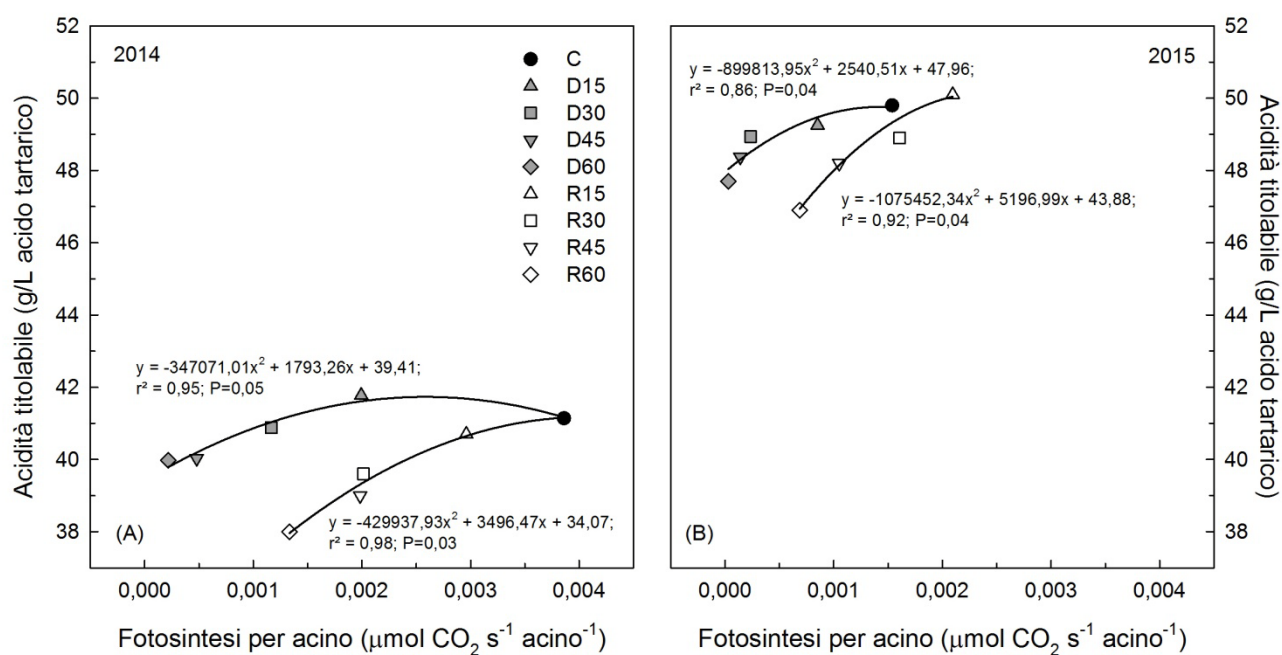 52
50
48
46
44
42
40
38
Acidità titolabile (g/L acido tartarico)
2014
C
D15
D30
D45
D60
R15
R30
R45
R60
y = -347071,01x² + 1793,26x + 39,41;
r² = 0,95; P=0,05
y = -429937,93x² + 3496,47x + 34,07;
r² = 0,98; P=0,03
(A)
0,000 0,001 0,002 0,003 0,004
Fotosintesi per acino (μmol CO₂ s⁻¹ acino⁻¹)
2015
y = -899813,95x² + 2540,51x + 47,96;
r² = 0,86; P=0,04
y = -1075452,34x² + 5196,99x + 43,88;
r² = 0,92; P=0,04
(B)
0,000 0,001 0,002 0,003 0,004
Fotosintesi per acino (μmol CO₂ s⁻¹ acino⁻¹)
52
50
48
46
44
42
40
38
Acidità titolabile (g/L acido tartarico)